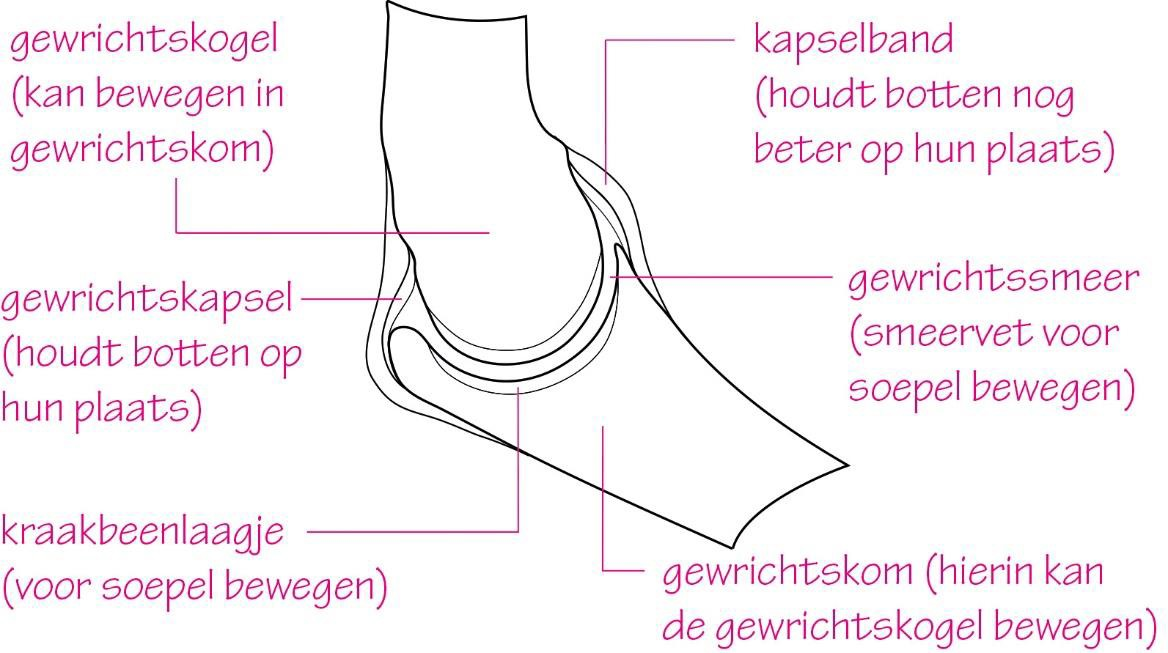 gewrichtskogel
(kan bewegen in
gewrichtskom)
kapselband
(houdt botten nog
beter op hun plaats)
gewrichtskapsel
(houdt botten op
hun plaats)
gewrichtssmeer
(smeervet voor
soepel bewegen)
kraakbeenlaagje
(voor soepel bewegen)
gewrichtskom (hierin kan
de gewrichtskogel bewegen)